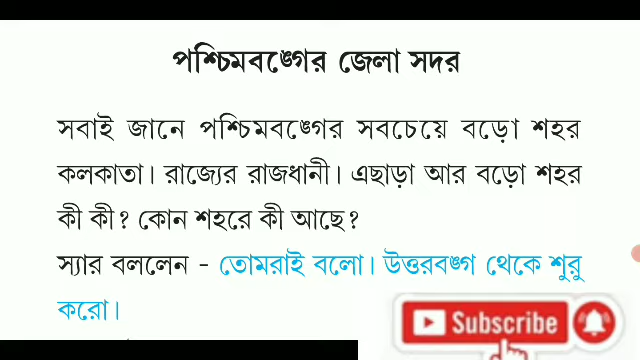 পশ্চিমবঙ্গের জেলা সদর
সবাই জানে পশ্চিমবঙ্গের সবচেয়ে বড়ো শহর
কলকাতা। রাজ্যের রাজধানী। এছাড়া আর বড়ো শহর
কী কী? কোন শহরে কী আছে?
স্যার বললেন - তোমরাই বলো। উত্তরবঙ্গ থেকে শুরু
করো।
Subscribe